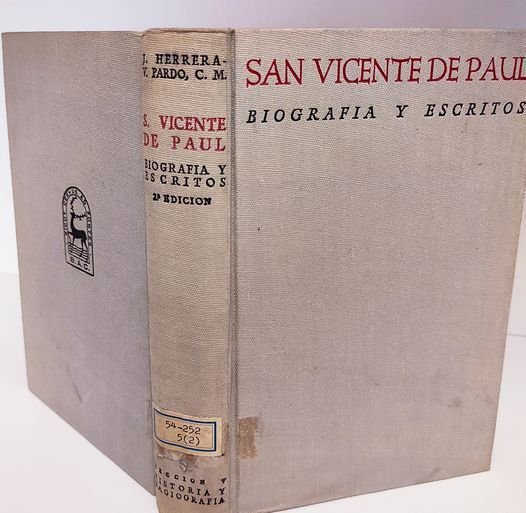 J. HERRERA-
V. PARDO, C. M.
S. VICENTE
DE PAUL
BIOGRAFIA Y
ESCRITOS
2ª EDICION
54-252
5(2)
HISTORIA Y
SAN VICENTE DE PAUL
BIOGRAFIA Y ESCRITOS
B.A.C.